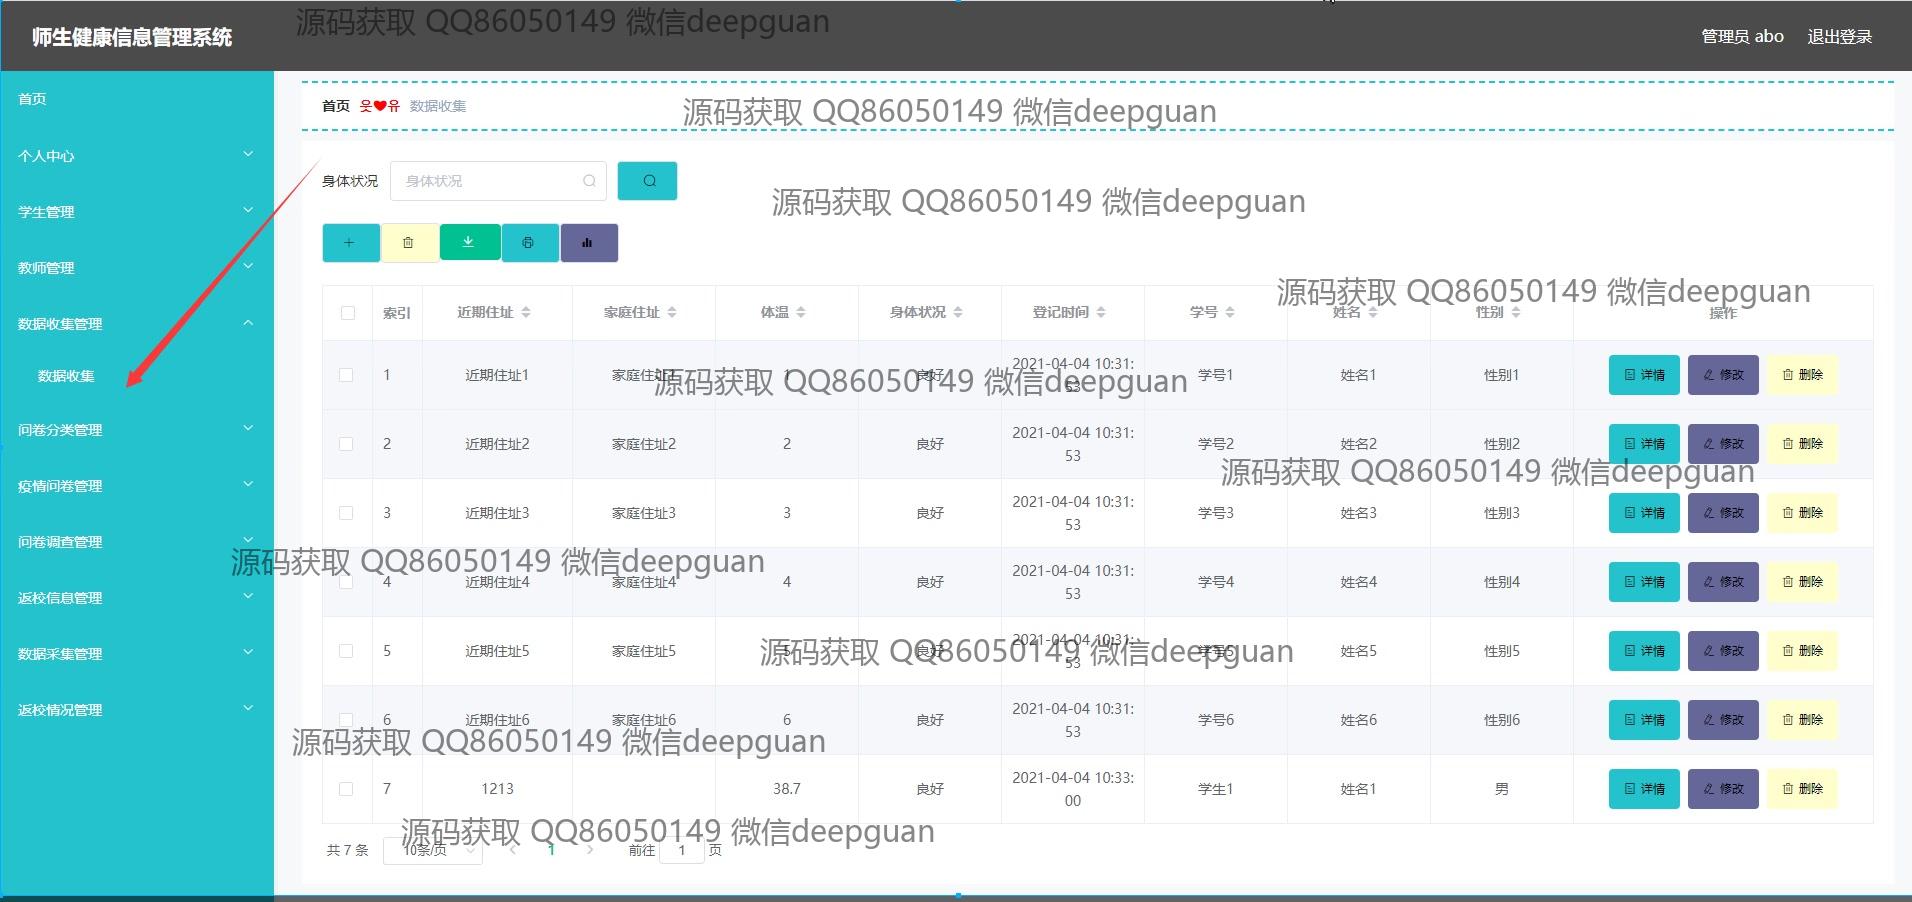 师生健康信息管理系统
源码获取 QQ86050149 微信deepguan
管理员 abo 退出登录
首页
个人中心
学生管理
教师管理
数据收集管理
数据收集
问卷分类管理
疫情问卷管理
问卷调查管理
返校信息管理
数据采集管理
返校情况管理
首页 웃❤유 数据收集
源码获取 QQ86050149 微信deepguan
身体状况 身体状况
源码获取 QQ86050149 微信deepguan
源码获取 QQ86050149 微信deepguan
索引 近期住址 家庭住址 体温 身体状况 登记时间 学号 姓名 性别 操作
1 近期住址1 家庭住址1 1 良好 2021-04-04 10:31:53 学号1 姓名1 性别1 详情 修改 删除
源码获取 QQ86050149 微信deepguan
2 近期住址2 家庭住址2 2 良好 2021-04-04 10:31:53 学号2 姓名2 性别2 详情 修改 删除
源码获取 QQ86050149 微信deepguan
3 近期住址3 家庭住址3 3 良好 2021-04-04 10:31:53 学号3 姓名3 性别3 详情 修改 删除
源码获取 QQ86050149 微信deepguan
4 近期住址4 家庭住址4 4 良好 2021-04-04 10:31:53 学号4 姓名4 性别4 详情 修改 删除
5 近期住址5 家庭住址5 5 良好 2021-04-04 10:31:53 学号5 姓名5 性别5 详情 修改 删除
源码获取 QQ86050149 微信deepguan
6 近期住址6 家庭住址6 6 良好 2021-04-04 10:31:53 学号6 姓名6 性别6 详情 修改 删除
源码获取 QQ86050149 微信deepguan
7 1213 38.7 良好 2021-04-04 10:33:00 学生1 姓名1 男 详情 修改 删除
源码获取 QQ86050149 微信deepguan
共 7 条 10条/页 1 前往 1 页